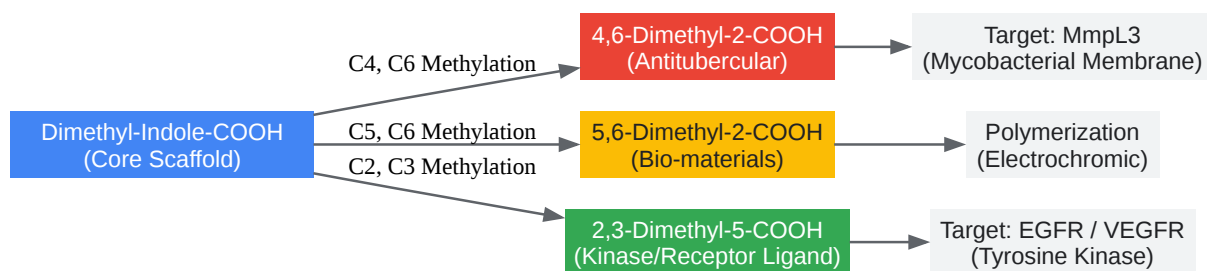 Dimethyl-Indole-COOH
(Core Scaffold)
C4, C6 Methylation
C5, C6 Methylation
C2, C3 Methylation
4,6-Dimethyl-2-COOH
(Antitubercular)
Target: MmpL3
(Mycobacterial Membrane)
5,6-Dimethyl-2-COOH
(Bio-materials)
Polymerization
(Electrochromic)
2,3-Dimethyl-5-COOH
(Kinase/Receptor Ligand)
Target: EGFR / VEGFR
(Tyrosine Kinase)